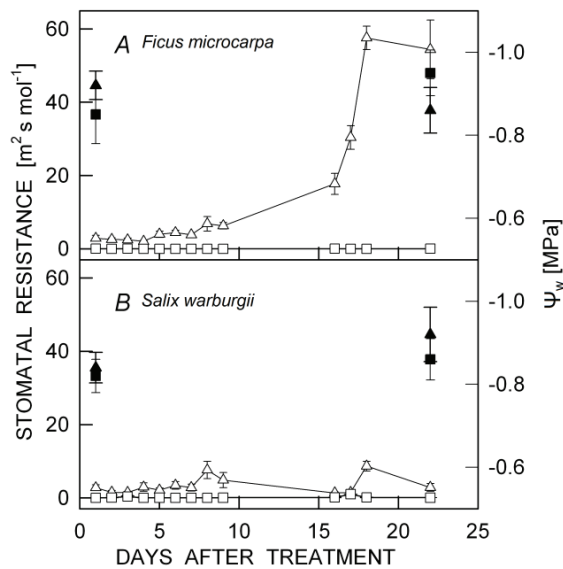 60
A Ficus microcarpa
-1.0
40
-0.8
20
-0.6
0
60
B Salix warburgii
-1.0
40
-0.8
20
-0.6
0
0 5 10 15 20 25
DAYS AFTER TREATMENT
STOMATAL RESISTANCE [m² s mol⁻¹]
Ψw [MPa]